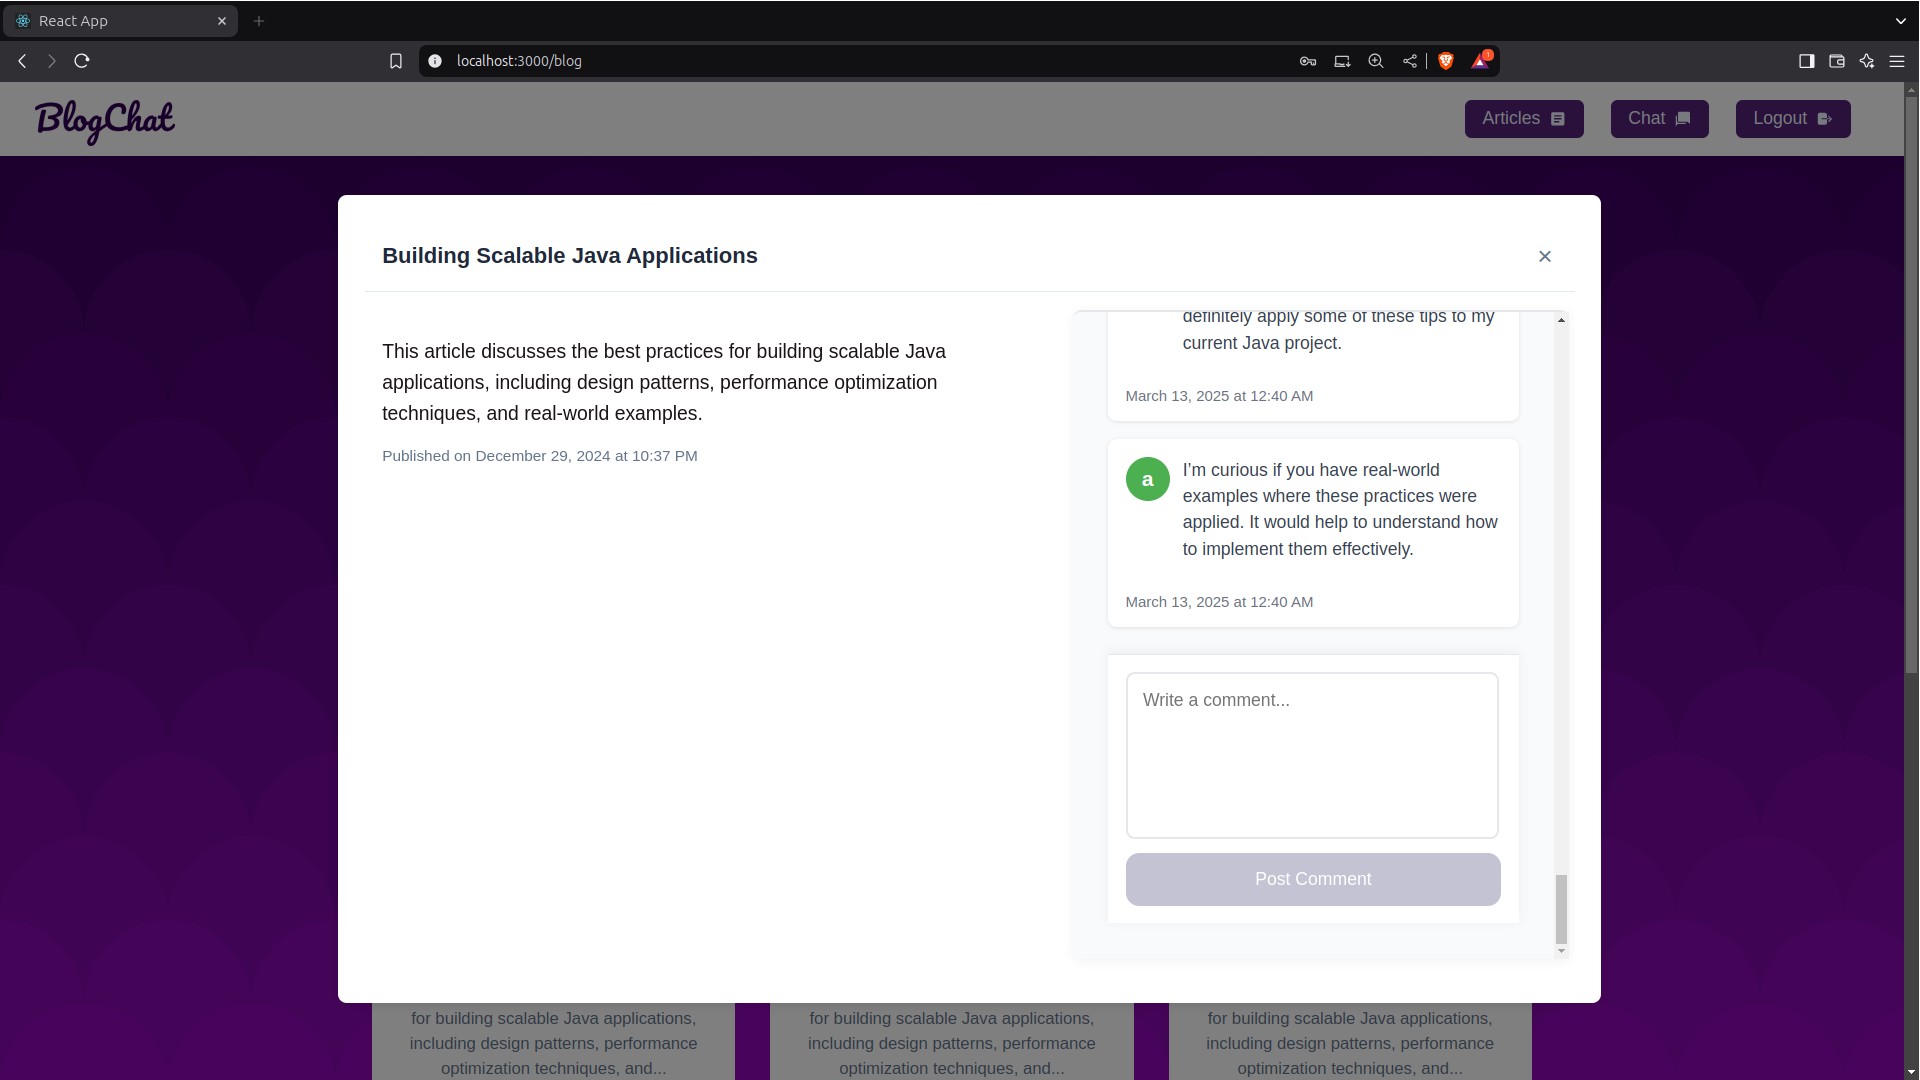 React App
localhost:3000/blog
1
BlogChat
Articles
Chat
Logout
Building Scalable Java Applications
This article discusses the best practices for building scalable Java
applications, including design patterns, performance optimization
techniques, and real-world examples.
Published on December 29, 2024 at 10:37 PM
definitely apply some of these tips to my
current Java project.
March 13, 2025 at 12:40 AM
a
I’m curious if you have real-world
examples where these practices were
applied. It would help to understand how
to implement them effectively.
March 13, 2025 at 12:40 AM
Write a comment...
Post Comment
for building scalable Java applications,
including design patterns, performance
optimization techniques, and...
for building scalable Java applications,
including design patterns, performance
optimization techniques, and...
for building scalable Java applications,
including design patterns, performance
optimization techniques, and...